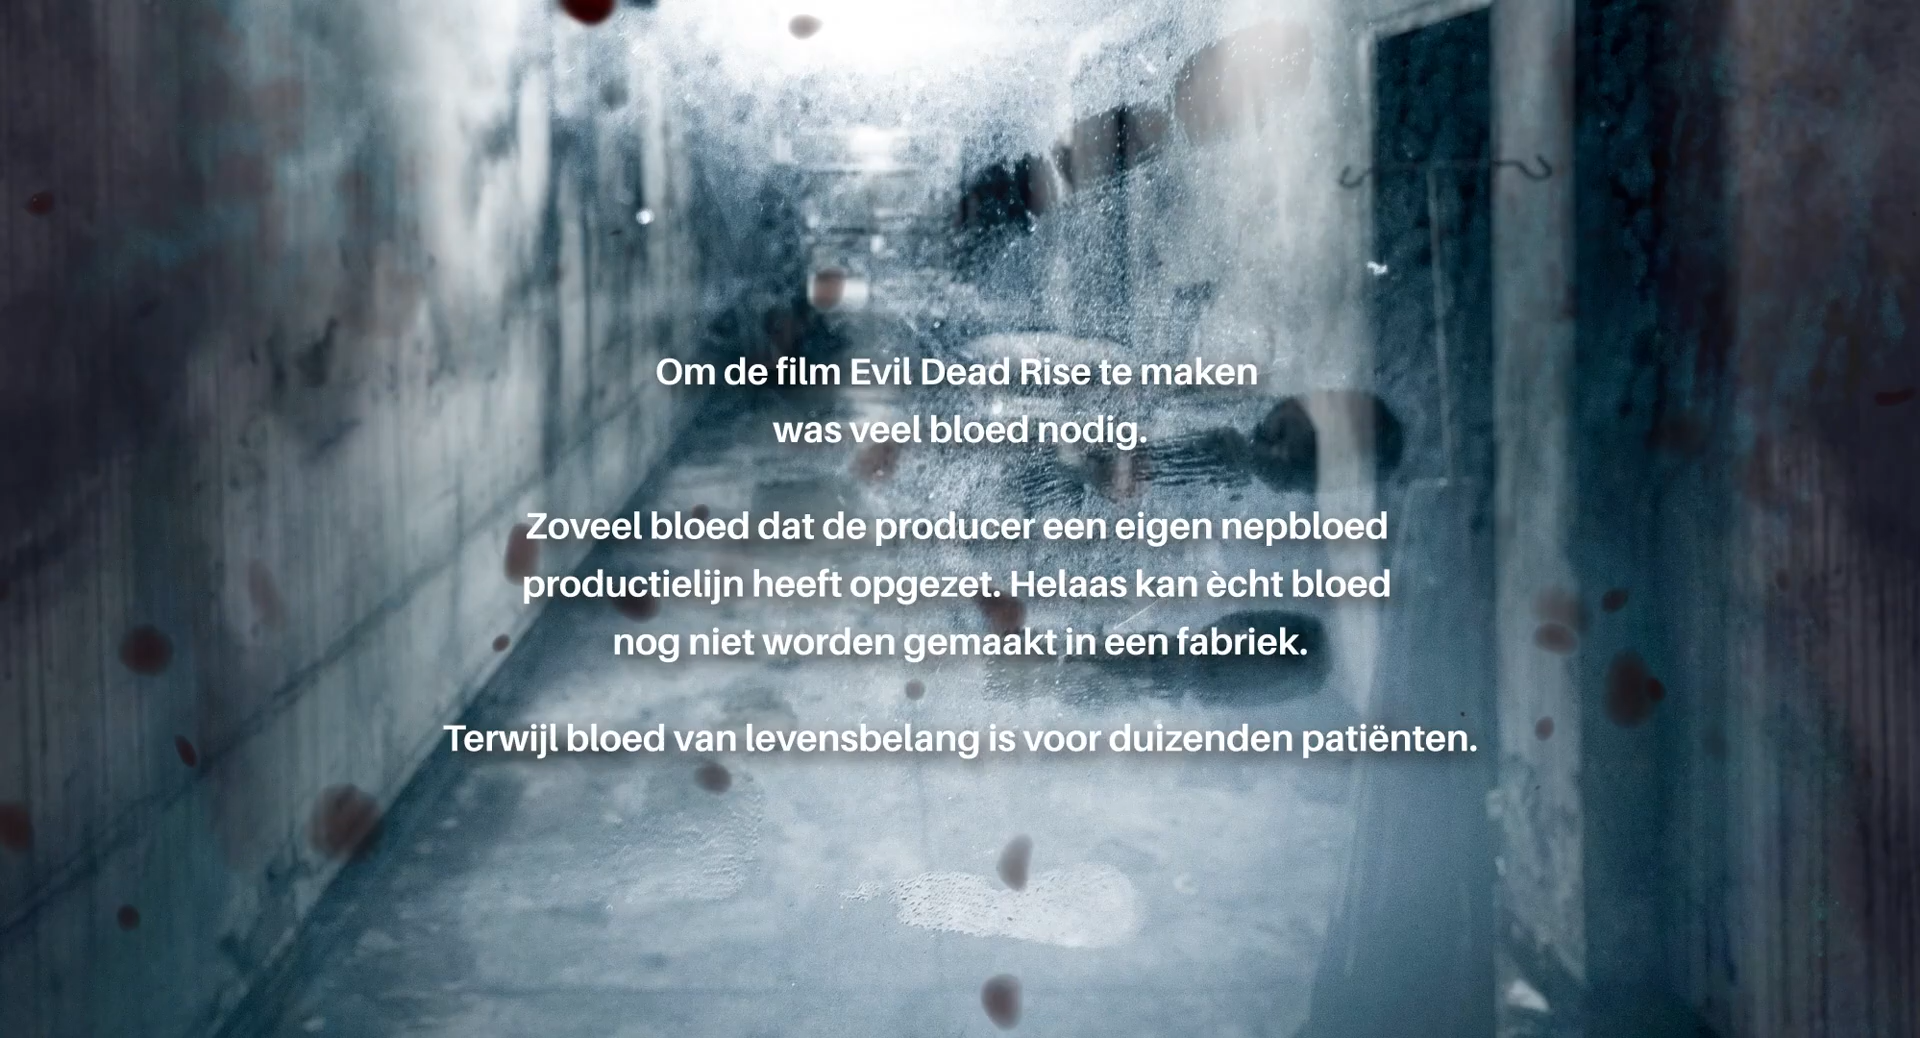 Om de film Evil Dead Rise te maken
was veel bloed nodig.
Zoveel bloed dat de producer een eigen nepbloed
productielijn heeft opgezet. Helaas kan ècht bloed
nog niet worden gemaakt in een fabriek.
Terwijl bloed van levensbelang is voor duizenden patiënten.